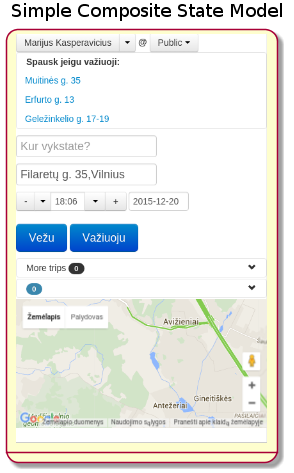 Simple Composite State Model
Marijus Kasperavicius @ Public
Spausk jeigu važiuoji:
Muitinės g. 35
Erfurto g. 13
Geležinkelio g. 17-19
Kur vykstate?
Filaretų g. 35,Vilnius
- 18:06 + 2015-12-20
Vežu Važiuoju
More trips 0
0
Žemėlapis Palydovas
Avižieniai
Gineitiškės
Antežeriai
PASILAIČIAI
Google
Žemėlapio duomenys Naudojimo sąlygos Pranešti apie klaidą žemėlapyje